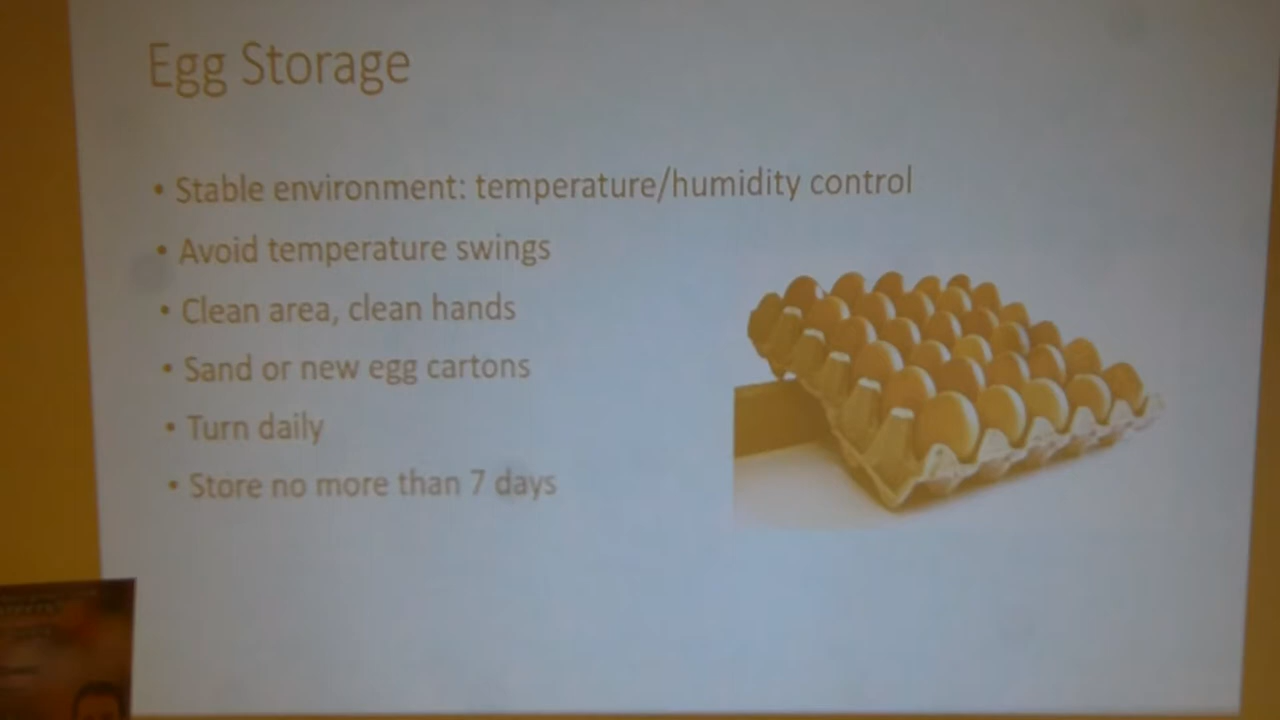 Egg Storage
• Stable environment: temperature/humidity control
• Avoid temperature swings
• Clean area, clean hands
• Sand or new egg cartons
• Turn daily
• Store no more than 7 days